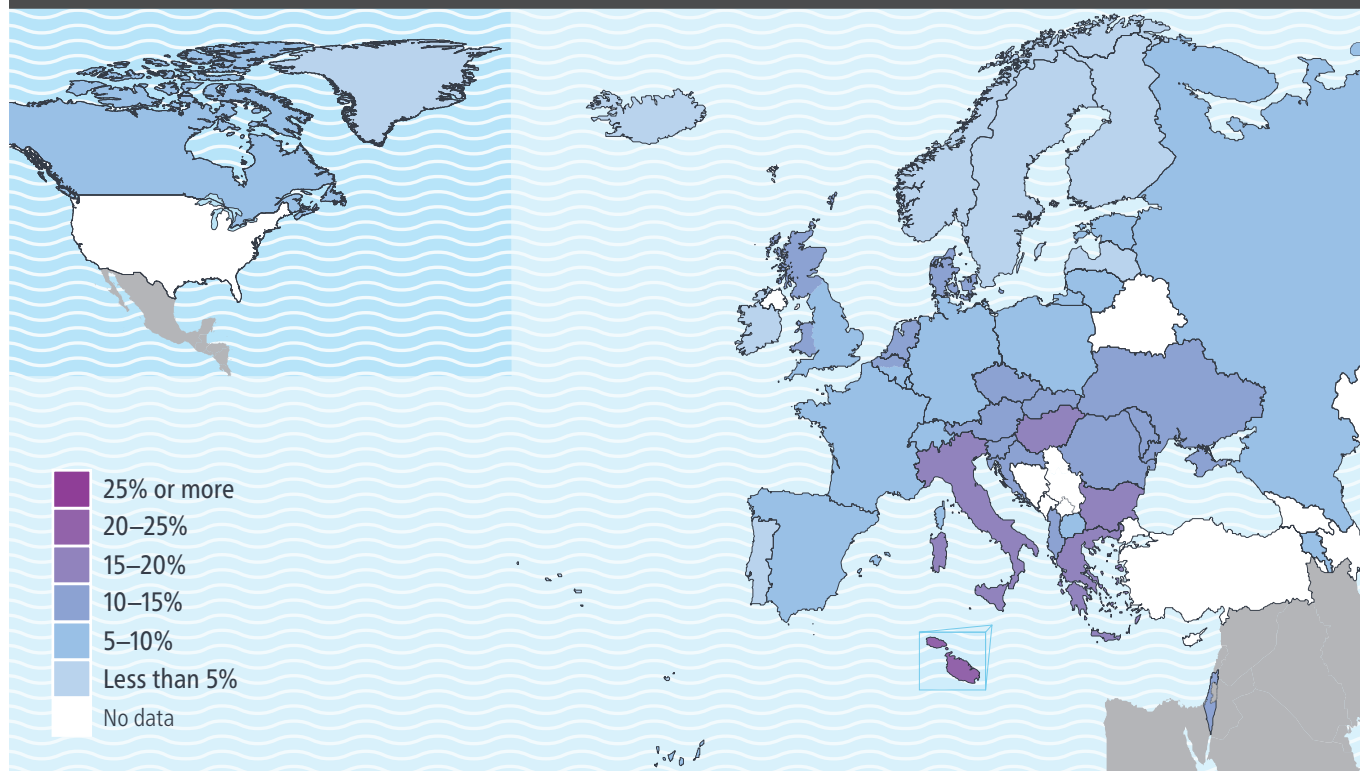 25% or more
20–25%
15–20%
10–15%
5–10%
Less than 5%
No data